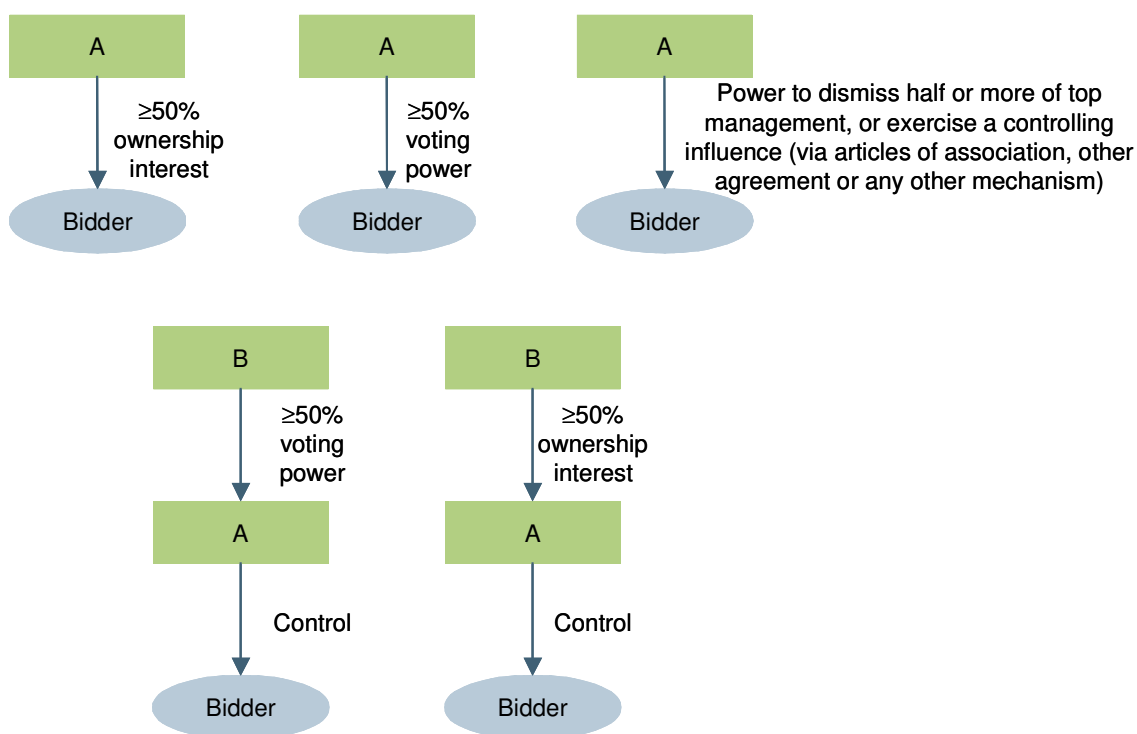 A
≥50%
ownership
interest
Bidder
A
≥50%
voting
power
Bidder
A
Power to dismiss half or more of top
management, or exercise a controlling
influence (via articles of association, other
agreement or any other mechanism)
Bidder
B
≥50%
voting
power
A
Control
Bidder
B
≥50%
ownership
interest
A
Control
Bidder